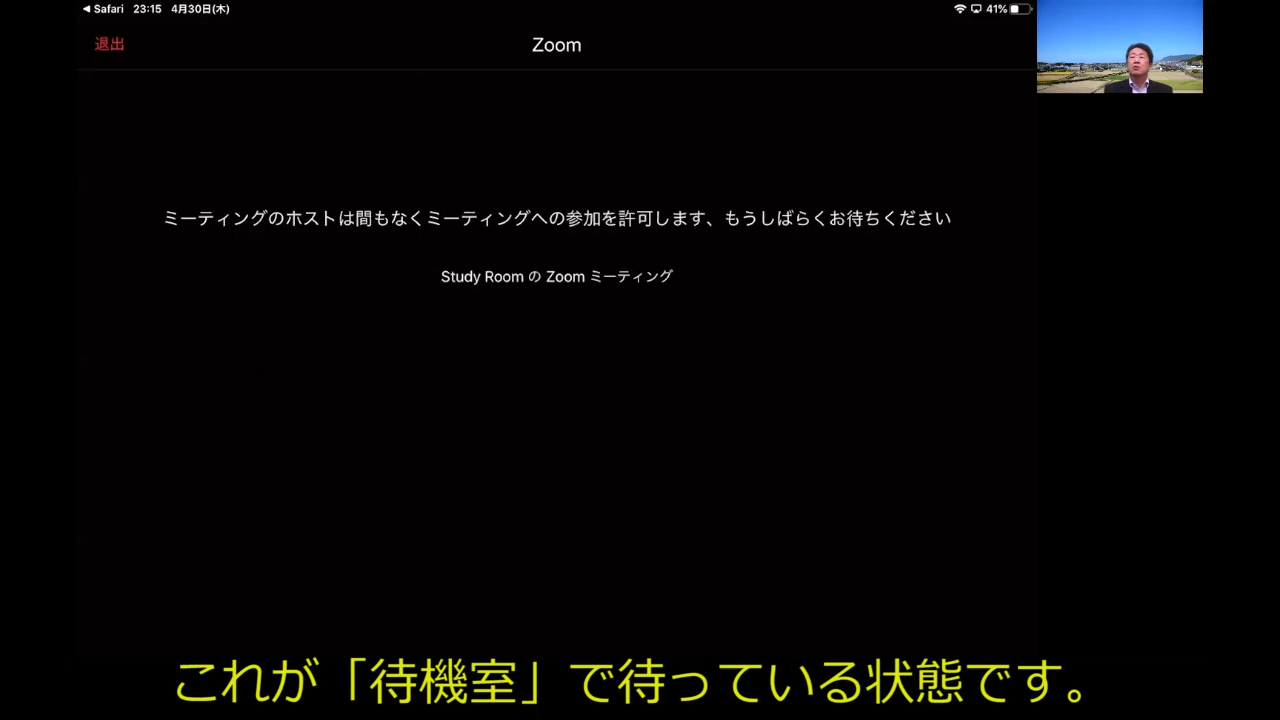 ◀ Safari 23:15 4月30日(木) 41%
退出 Zoom
ミーティングのホストは間もなくミーティングへの参加を許可します、もうしばらくお待ちください
Study Room の Zoom ミーティング
これが「待機室」で待っている状態です。